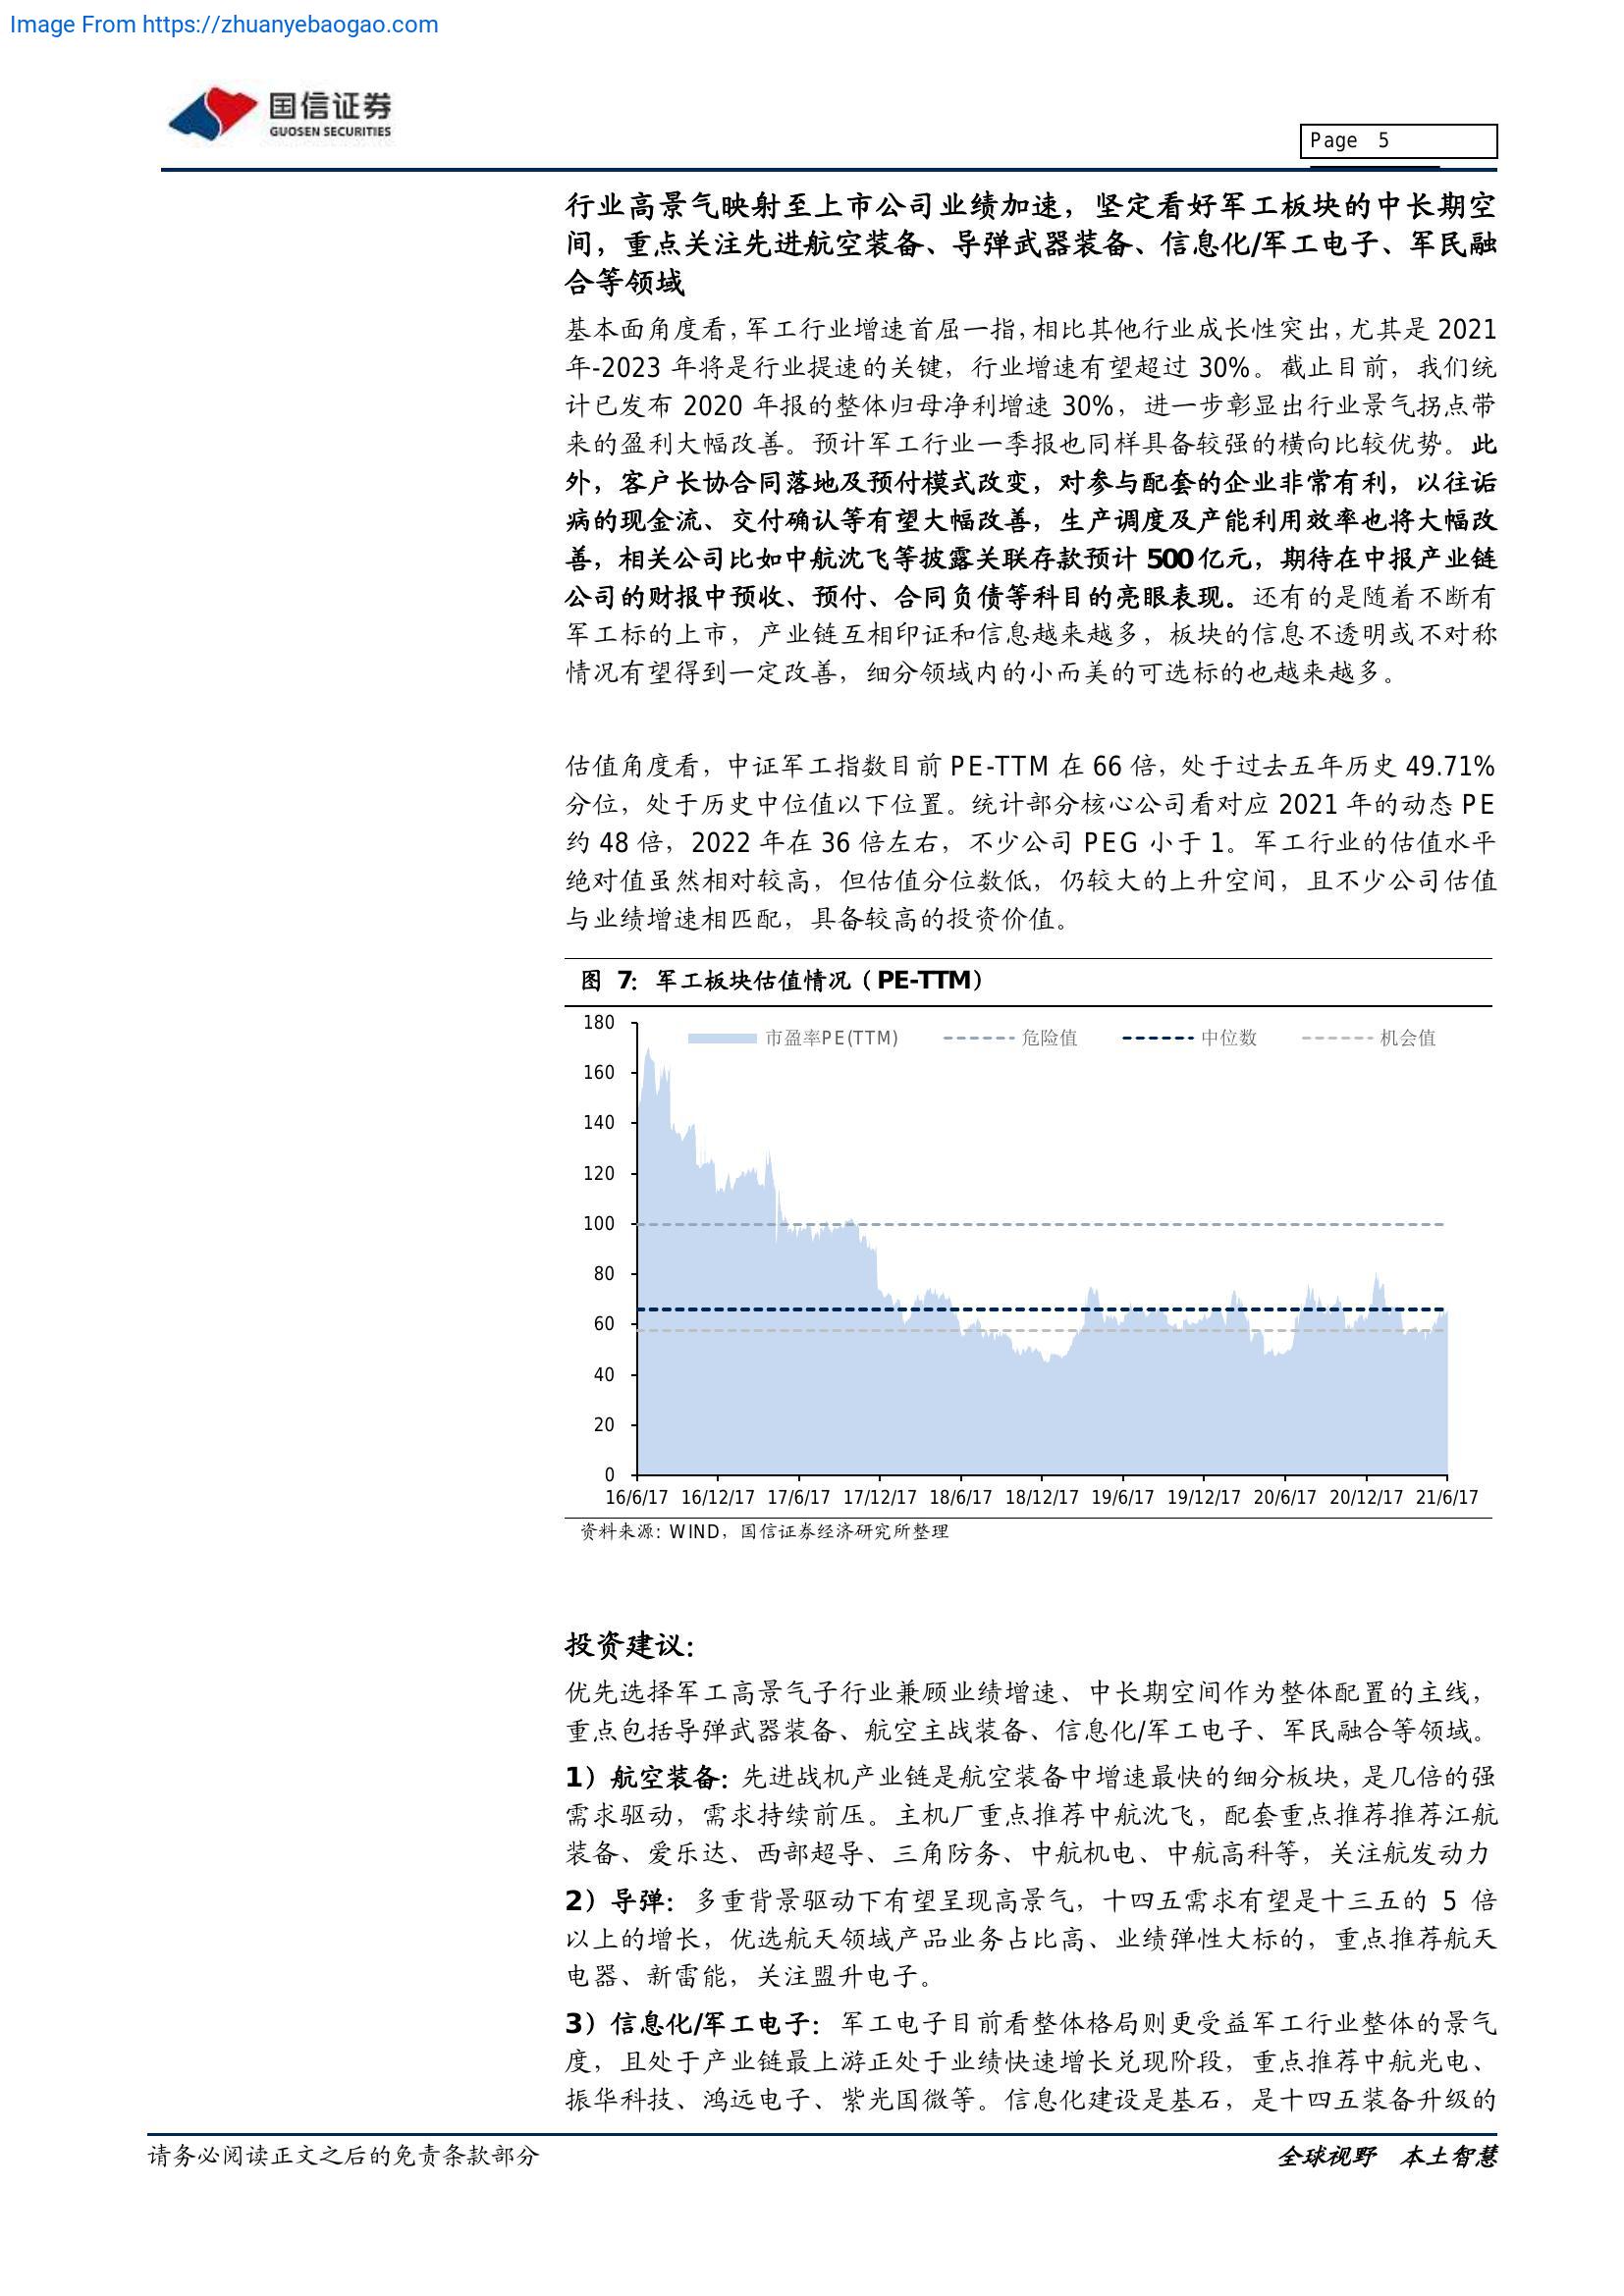 Image From https://zhuanyebaogao.com
国信证券
GUOSEN SECURITIES
Page 5
行业高景气映射至上市公司业绩加速，坚定看好军工板块的中长期空
间，重点关注先进航空装备、导弹武器装备、信息化/军工电子、军民融
合等领域
基本面角度看，军工行业增速首屈一指，相比其他行业成长性突出，尤其是 2021
年-2023 年将是行业提速的关键，行业增速有望超过 30%。截止目前，我们统
计已发布 2020 年报的整体归母净利增速 30%，进一步彰显出行业景气拐点带
来的盈利大幅改善。预计军工行业一季报也同样具备较强的横向比较优势。此
外，客户长协合同落地及预付模式改变，对参与配套的企业非常有利，以往诟
病的现金流、交付确认等有望大幅改善，生产调度及产能利用效率也将大幅改
善，相关公司比如中航沈飞等披露关联存款预计 500 亿元，期待在中报产业链
公司的财报中预收、预付、合同负债等科目的亮眼表现。还有的是随着不断有
军工标的上市，产业链互相印证和信息越来越多，板块的信息不透明或不对称
情况有望得到一定改善，细分领域内的小而美的可选标的也越来越多。
估值角度看，中证军工指数目前 PE-TTM 在 66 倍，处于过去五年历史 49.71%
分位，处于历史中位值以下位置。统计部分核心公司看对应 2021 年的动态 PE
约 48 倍，2022 年在 36 倍左右，不少公司 PEG 小于 1。军工行业的估值水平
绝对值虽然相对较高，但估值分位数低，仍较大的上升空间，且不少公司估值
与业绩增速相匹配，具备较高的投资价值。
图 7：军工板块估值情况（PE-TTM）
市盈率PE(TTM) 危险值 中位数 机会值
180
160
140
120
100
80
60
40
20
0
16/6/17 16/12/17 17/6/17 17/12/17 18/6/17 18/12/17 19/6/17 19/12/17 20/6/17 20/12/17 21/6/17
资料来源：WIND，国信证券经济研究所整理
投资建议：
优先选择军工高景气子行业兼顾业绩增速、中长期空间作为整体配置的主线，
重点包括导弹武器装备、航空主战装备、信息化/军工电子、军民融合等领域。
1）航空装备：先进战机产业链是航空装备中增速最快的细分板块，是几倍的强
需求驱动，需求持续前压。主机厂重点推荐中航沈飞，配套重点推荐推荐江航
装备、爱乐达、西部超导、三角防务、中航机电、中航高科等，关注航发动力
2）导弹：多重背景驱动下有望呈现高景气，十四五需求有望是十三五的 5 倍
以上的增长，优选航天领域产品业务占比高、业绩弹性大标的，重点推荐航天
电器、新雷能，关注盟升电子。
3）信息化/军工电子：军工电子目前看整体格局则更受益军工行业整体的景气
度，且处于产业链最上游正处于业绩快速增长兑现阶段，重点推荐中航光电、
振华科技、鸿远电子、紫光国微等。信息化建设是基石，是十四五装备升级的
请务必阅读正文之后的免责条款部分
全球视野 本土智慧